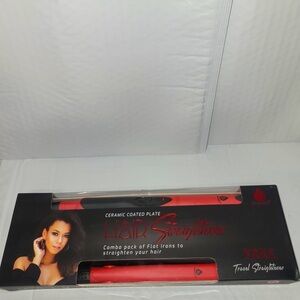 CERAMIC COATED PLATE
HAIR Straightener
Combo pack of Flat Irons to
straighten your hair
Travel Straightener